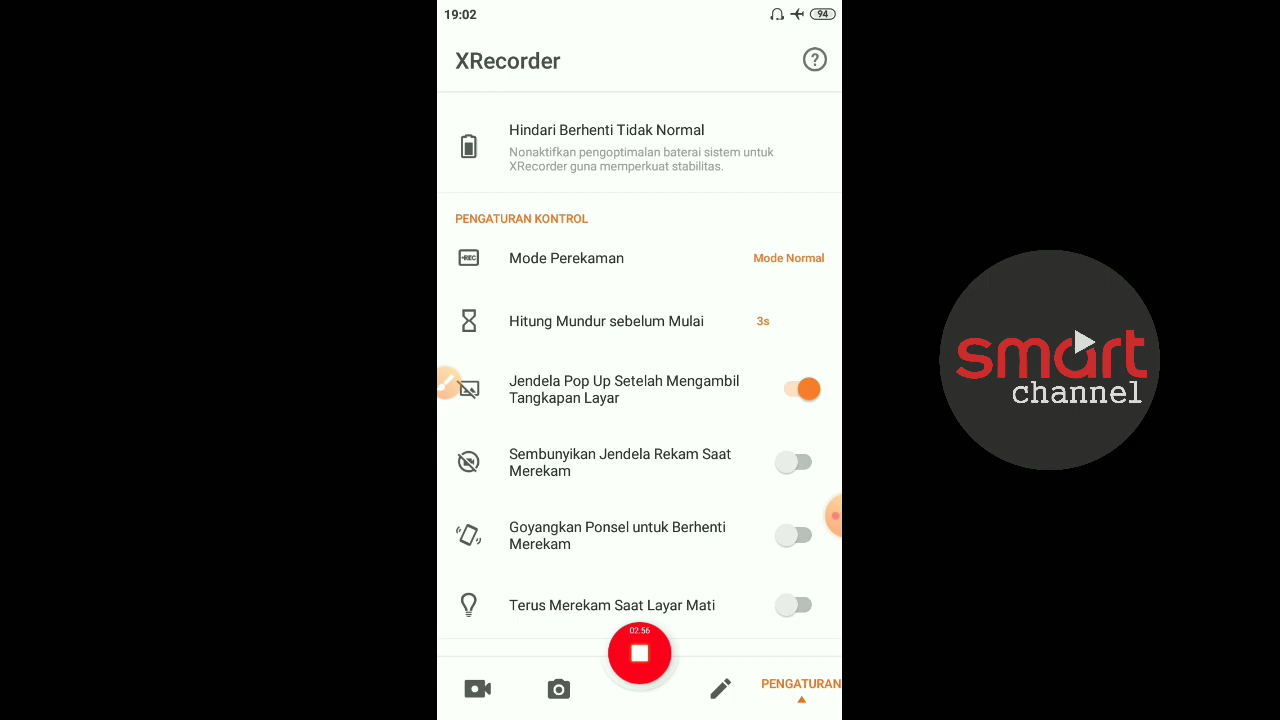 19:02
94
XRecorder
?
Hindari Berhenti Tidak Normal
Nonaktifkan pengoptimalan baterai sistem untuk
XRecorder guna memperkuat stabilitas.
PENGATURAN KONTROL
REC
Mode Perekaman
Mode Normal
Hitung Mundur sebelum Mulai
3s
Jendela Pop Up Setelah Mengambil
Tangkapan Layar
Sembunyikan Jendela Rekam Saat
Merekam
Goyangkan Ponsel untuk Berhenti
Merekam
Terus Merekam Saat Layar Mati
02.56
PENGATURAN
smart
channel